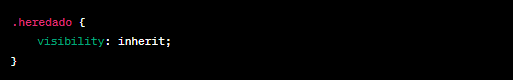 .heredado {
    visibility: inherit;
}